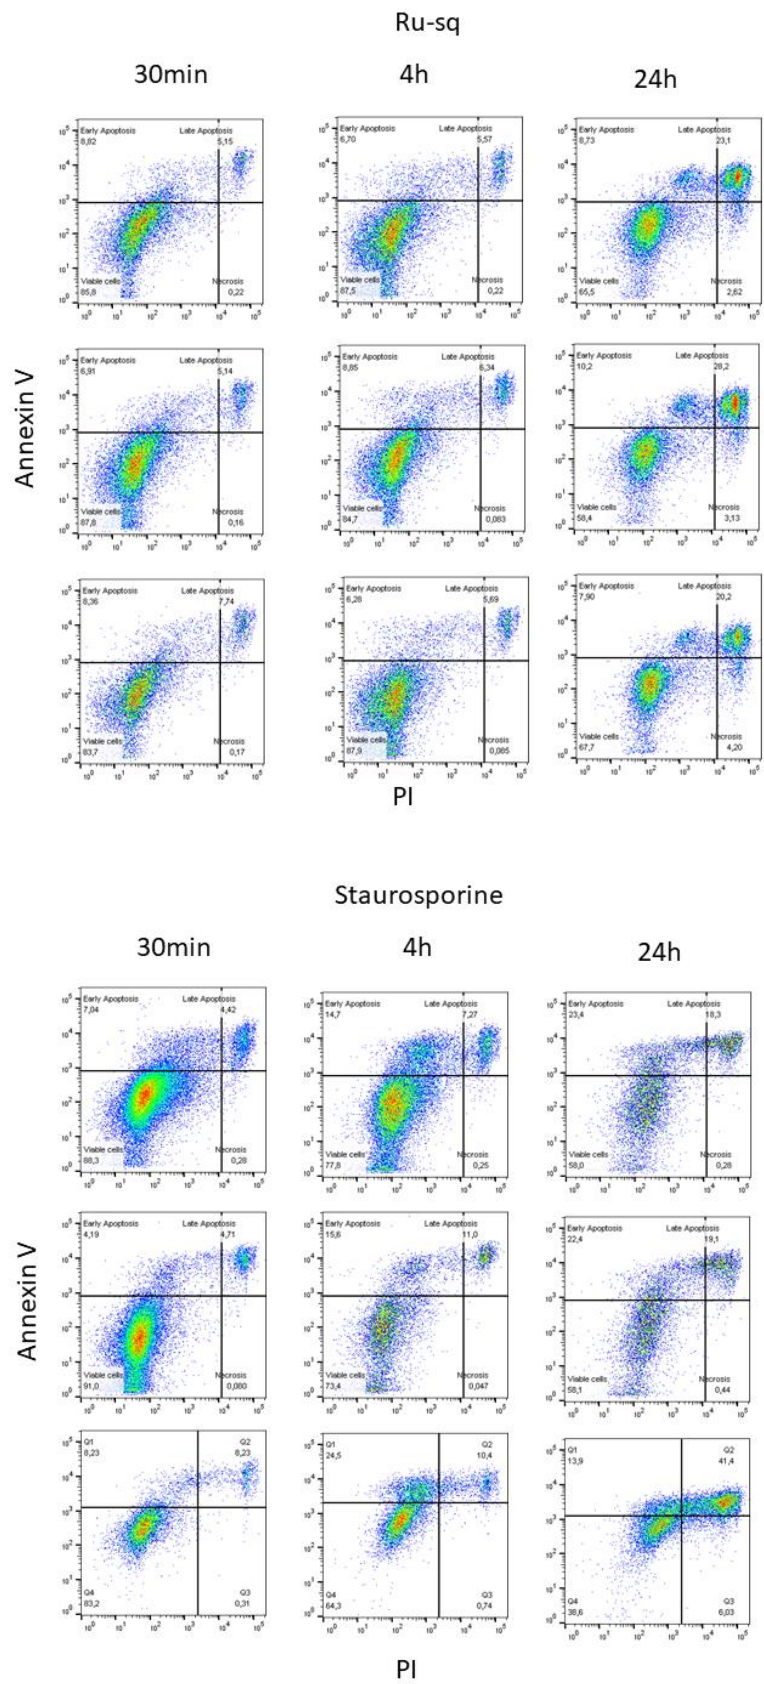 Ru-sq
30min 4h 24h
Early Apoptosis Late Apoptosis Early Apoptosis Late Apoptosis Early Apoptosis Late Apoptosis
8,82 5,15 6,70 5,57 8,73 23,1
Viable cells Necrosis Viable cells Necrosis Viable cells Necrosis
85,8 0,22 87,5 0,22 65,5 2,62
Annexin V
Early Apoptosis Late Apoptosis Early Apoptosis Late Apoptosis Early Apoptosis Late Apoptosis
6,91 5,14 8,85 6,34 10,2 28,2
Viable cells Necrosis Viable cells Necrosis Viable cells Necrosis
87,8 0,16 84,7 0,083 58,4 3,13
Early Apoptosis Late Apoptosis Early Apoptosis Late Apoptosis Early Apoptosis Late Apoptosis
8,36 7,74 6,28 5,69 7,90 20,2
Viable cells Necrosis Viable cells Necrosis Viable cells Necrosis
83,7 0,17 87,9 0,085 67,7 4,20
PI
Staurosporine
30min 4h 24h
Early Apoptosis Late Apoptosis Early Apoptosis Late Apoptosis Early Apoptosis Late Apoptosis
7,04 4,42 14,7 7,27 23,4 18,3
Viable cells Necrosis Viable cells Necrosis Viable cells Necrosis
88,3 0,28 77,8 0,25 58,0 0,28
Annexin V
Early Apoptosis Late Apoptosis Early Apoptosis Late Apoptosis Early Apoptosis Late Apoptosis
4,19 4,71 15,6 11,0 22,4 19,1
Viable cells Necrosis Viable cells Necrosis Viable cells Necrosis
91,0 0,080 73,4 0,047 58,1 0,44
Q1 Q2 Q1 Q2 Q1 Q2
8,23 8,23 24,5 10,4 13,9 41,4
Q4 Q3 Q4 Q3 Q4 Q3
83,2 0,31 64,3 0,74 38,6 6,03
PI